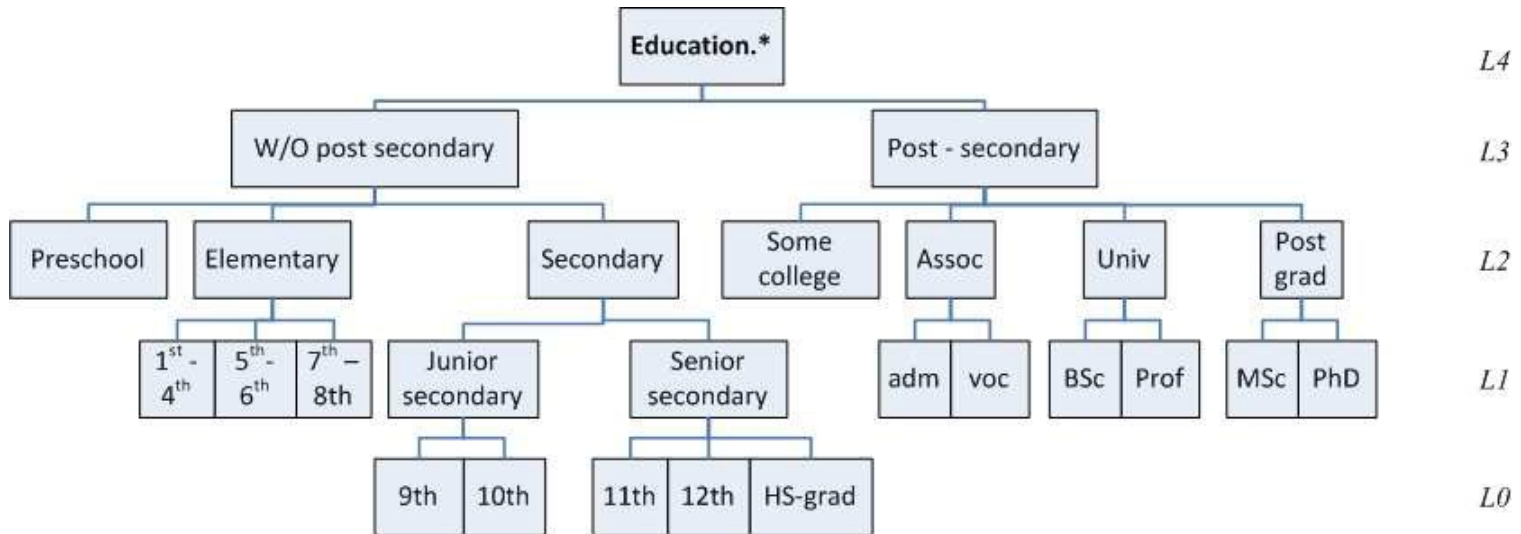 Education.*
L4
W/O post secondary
Post - secondary
L3
Preschool
Elementary
Secondary
Some
college
Assoc
Univ
Post
grad
L2
1st -
4th
5th-
6th
7th –
8th
Junior
secondary
Senior
secondary
adm
voc
BSc
Prof
MSc
PhD
L1
9th
10th
11th
12th
HS-grad
L0